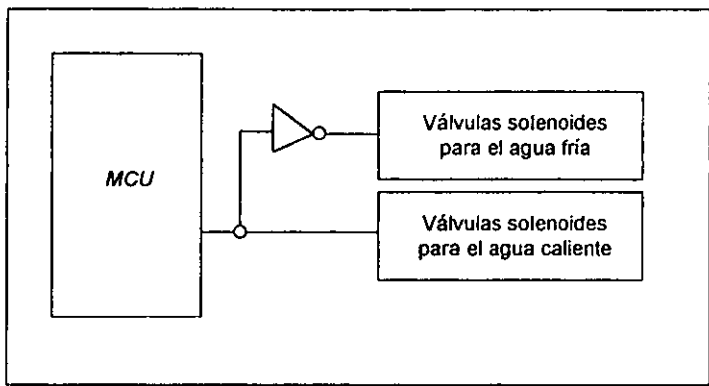 MCU
Válvulas solenoides
para el agua fría
Válvulas solenoides
para el agua caliente